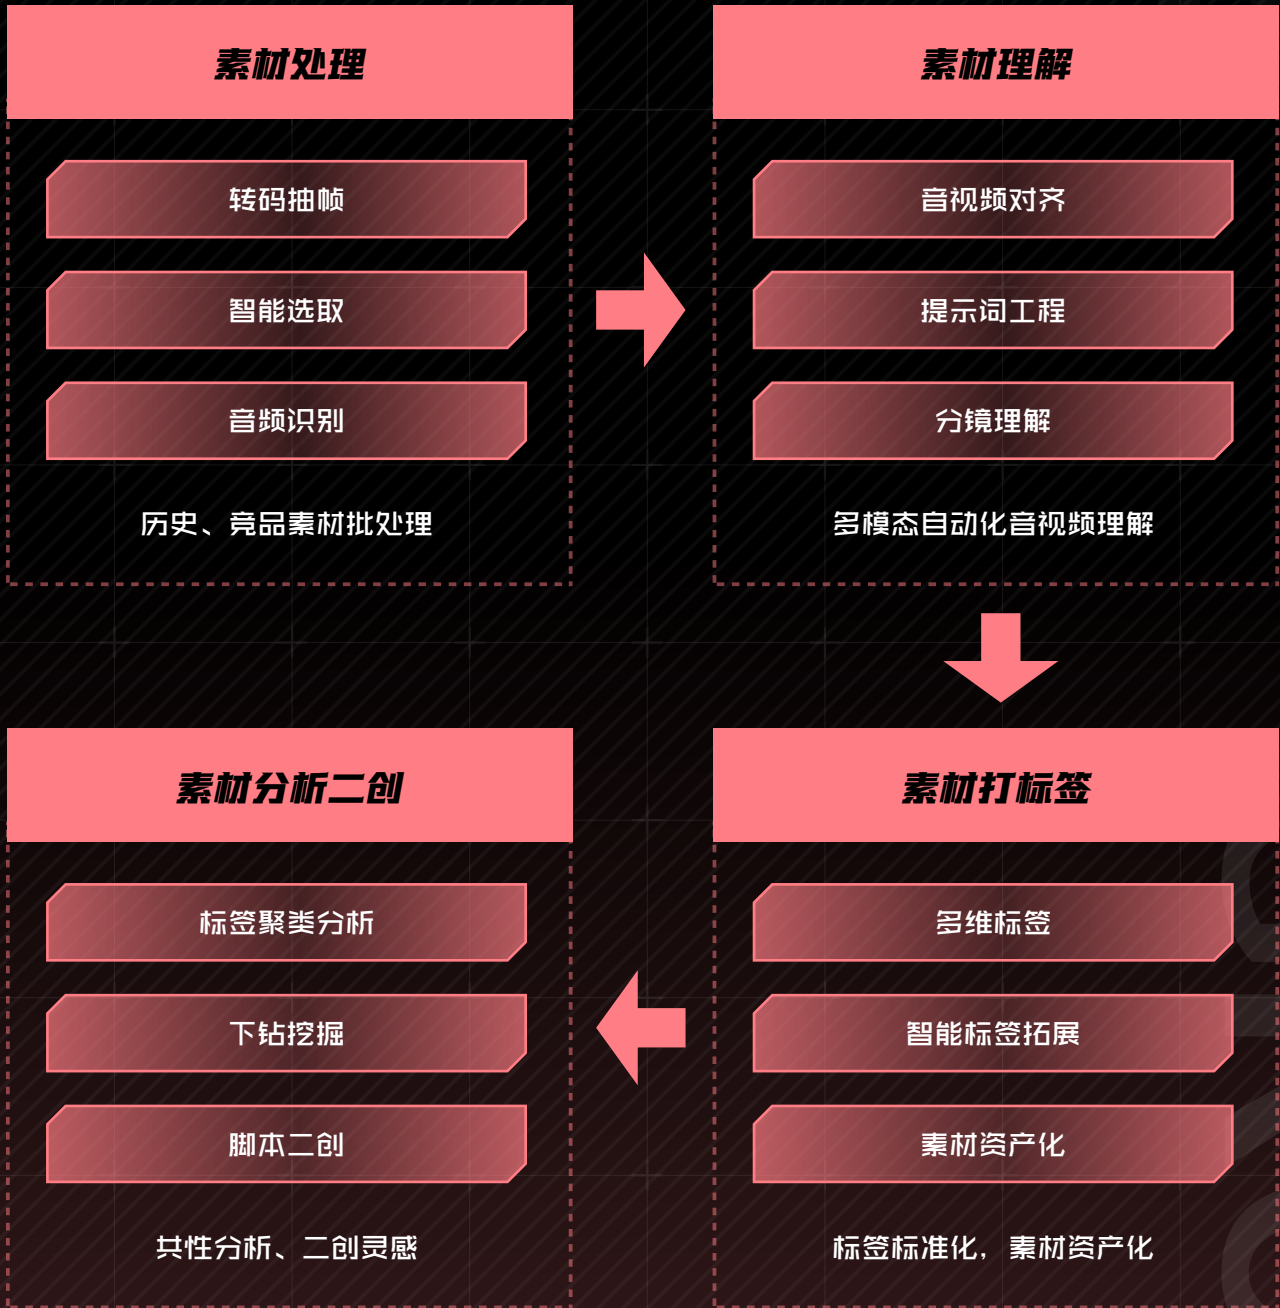 素材处理
转码抽帧
智能选取
音频识别
历史、竞品素材批处理
素材理解
音视频对齐
提示词工程
分镜理解
多模态自动化音视频理解
素材打标签
多维标签
智能标签拓展
素材资产化
标签标准化，素材资产化
素材分析二创
标签聚类分析
下钻挖掘
脚本二创
共性分析、二创灵感